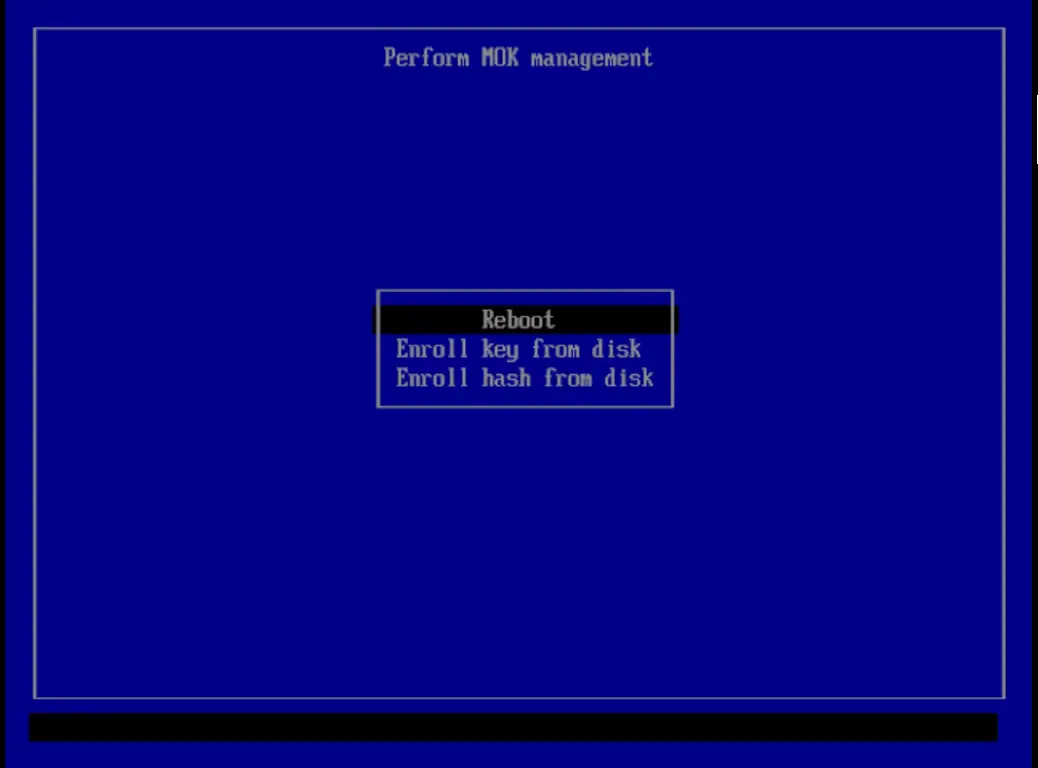 Perform MOK management
Reboot
Enroll key from disk
Enroll hash from disk